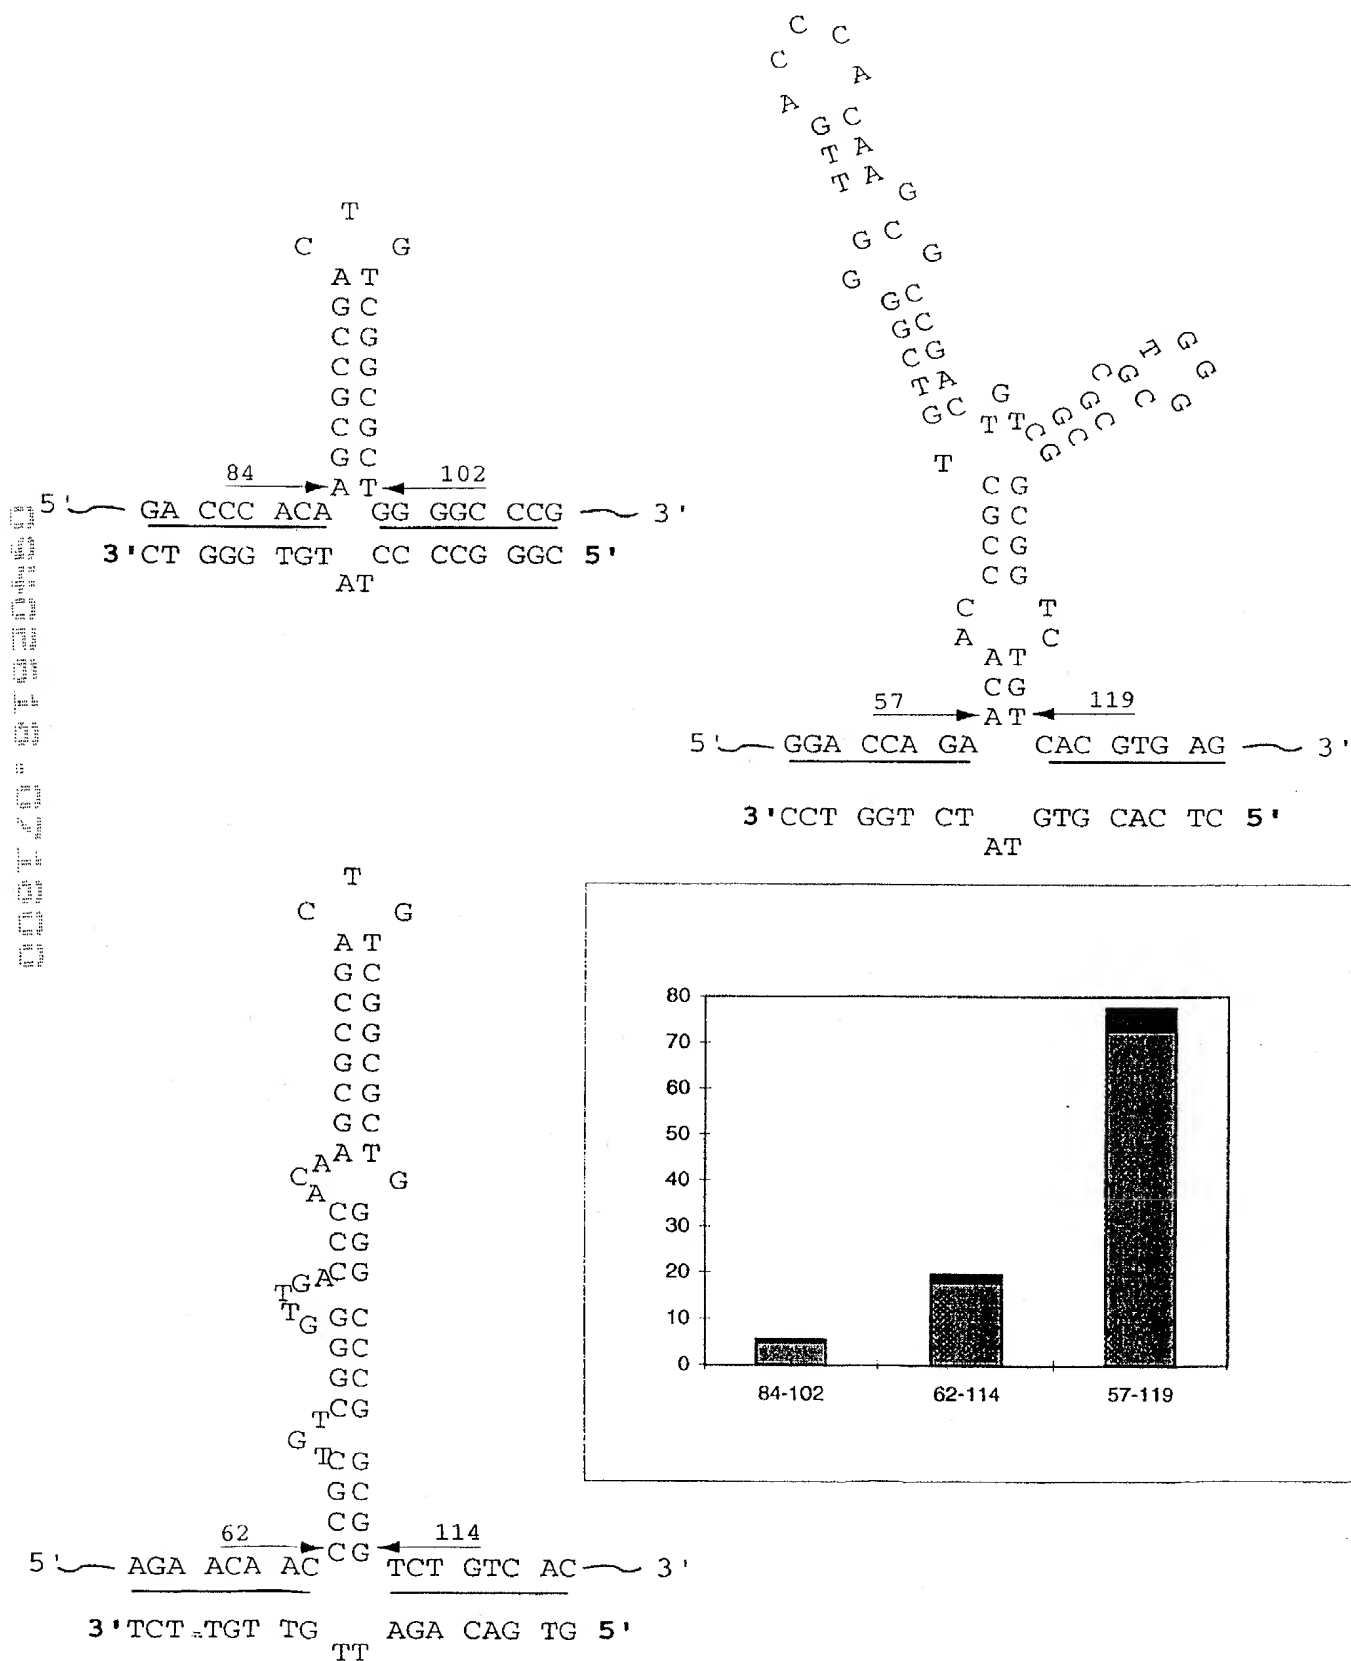 T
C G
A T
G C
C G
C G
G C
C G
G C
84 A T 102
5' GA CCC ACA GG GGC CCG 3'
3'CT GGG TGT CC CCG GGC 5'
AT
C C
C A
A C
G A
T A
T G
G C G
G
G C
G C
C G
T A
G C
T
T G T
C G
G C
G C
C G
T C
G
G
G
C G
G C
C G
C G
C T
A C
A T
C G
57 A T 119
5' GGA CCA GA CAC GTG AG 3'
3'CCT GGT CT GTG CAC TC 5'
AT
T
C G
A T
G C
C G
C G
G C
C G
G C
A A T
C A G
C G
C G
T G A C G
T G G C
G C
G C
T C G
G T C G
G C
C G
62 C G 114
5' AGA ACA AC TCT GTC AC 3'
3'TCT TGT TG AGA CAG TG 5'
TT
80
70
60
50
40
30
20
10
0
84-102 62-114 57-119